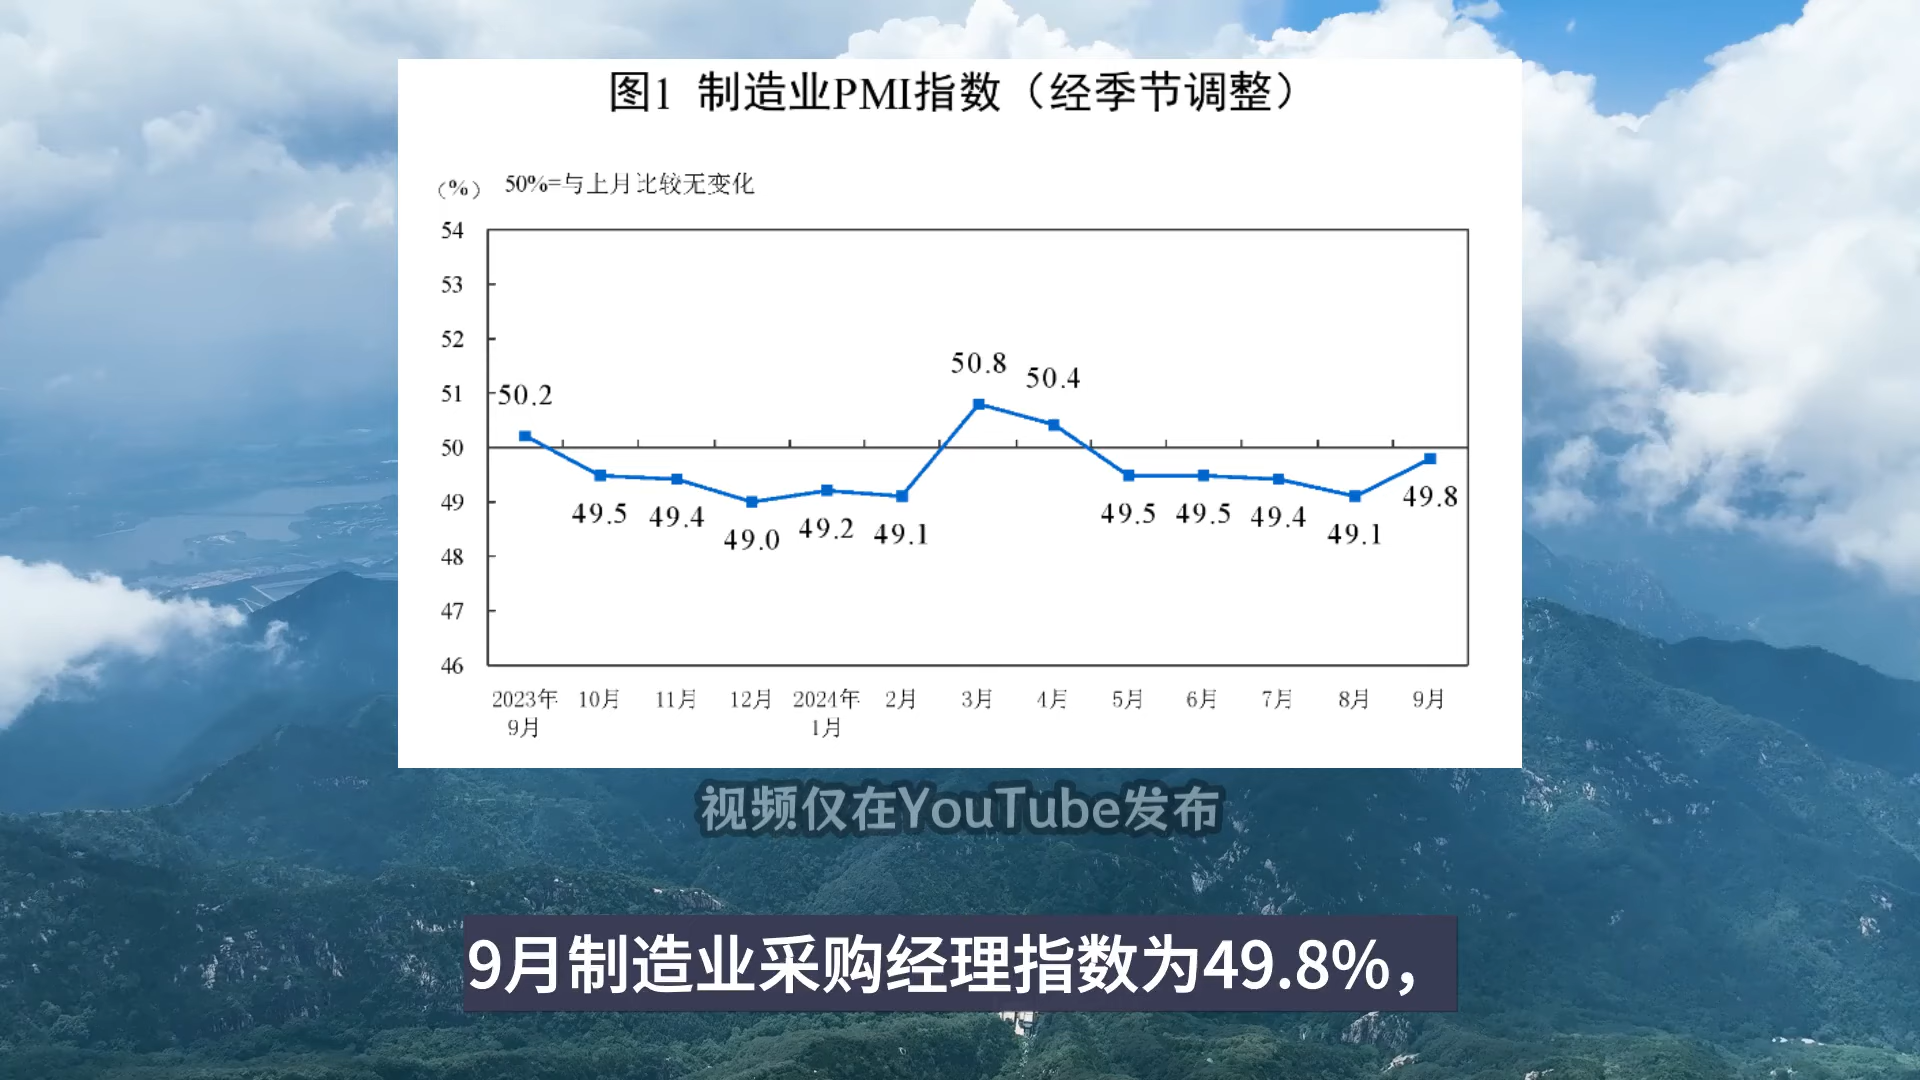 图1 制造业PMI指数（经季节调整）
（%） 50%=与上月比较无变化
54
53
52
51
50
49
48
47
46
50.2
49.5
49.4
49.0
49.2
49.1
50.8
50.4
49.5
49.5
49.4
49.1
49.8
2023年9月
10月
11月
12月
2024年1月
2月
3月
4月
5月
6月
7月
8月
9月
视频仅在YouTube发布
9月制造业采购经理指数为49.8%，